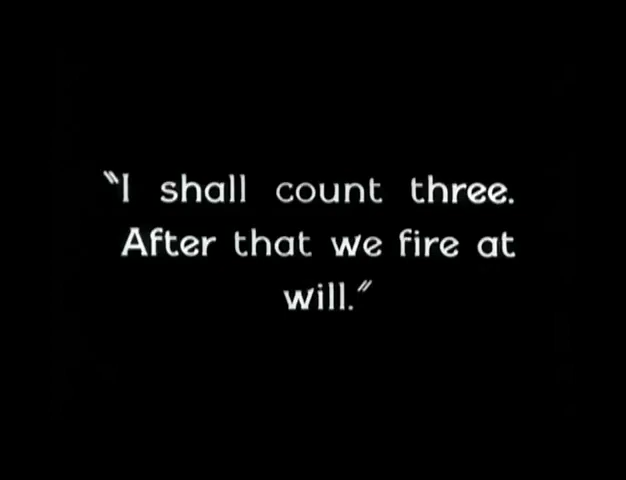 "I shall count three.
After that we fire at
will."